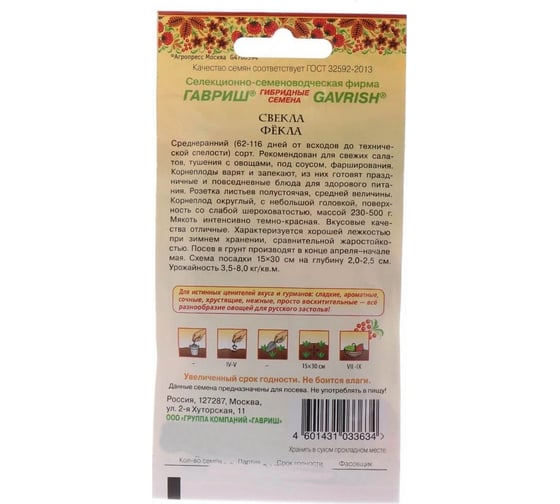 *Агропресс Москва
Качество семян соответствует ГОСТ 32592-2013
Селекционно-семеноводческая фирма
ГАВРИШ® ГИБРИДНЫЕ СЕМЕНА GAVRISH®
СВЕКЛА
ФЁКЛА
Среднеранний (62-116 дней от всходов до техниче-
ской спелости) сорт. Рекомендован для свежих сала-
тов, тушения с овощами, под соусом, фарширования.
Корнеплоды варят и запекают, из них готовят празд-
ничные и повседневные блюда для здорового пита-
ния. Розетка листьев полустоячая, средней величины.
Корнеплод округлый, с небольшой головкой, поверх-
ность со слабой шероховатостью, массой 230-500 г.
Мякоть интенсивно темно-красная. Вкусовые каче-
ства отличные. Характеризуется хорошей лежкостью
при зимнем хранении, сравнительной жаростойко-
стью. Посев в грунт производят в конце апреля-начале
мая. Схема посадки 15×30 см на глубину 2,0-2,5 см.
Урожайность 3,5-8,0 кг/кв.м.
Для истинных ценителей вкуса и гурманов: сладкие, ароматные,
сочные, хрустящие, нежные, просто восхитительные — всё
разнообразие овощей для русского застолья!
– IV-V – 15×30 см VII-IX
Увеличенный срок годности. Не боится влаги.
Данные семена предназначены для посева. Не употреблять в пищу!
Россия, 127287, Москва,
ул. 2-я Хуторская, 11
ООО «ГРУППА КОМПАНИЙ «ГАВРИШ»
4 601431 033634
Хранить в сухом прохладном месте
Кол-во семян Партия Срок годности Фасовщик